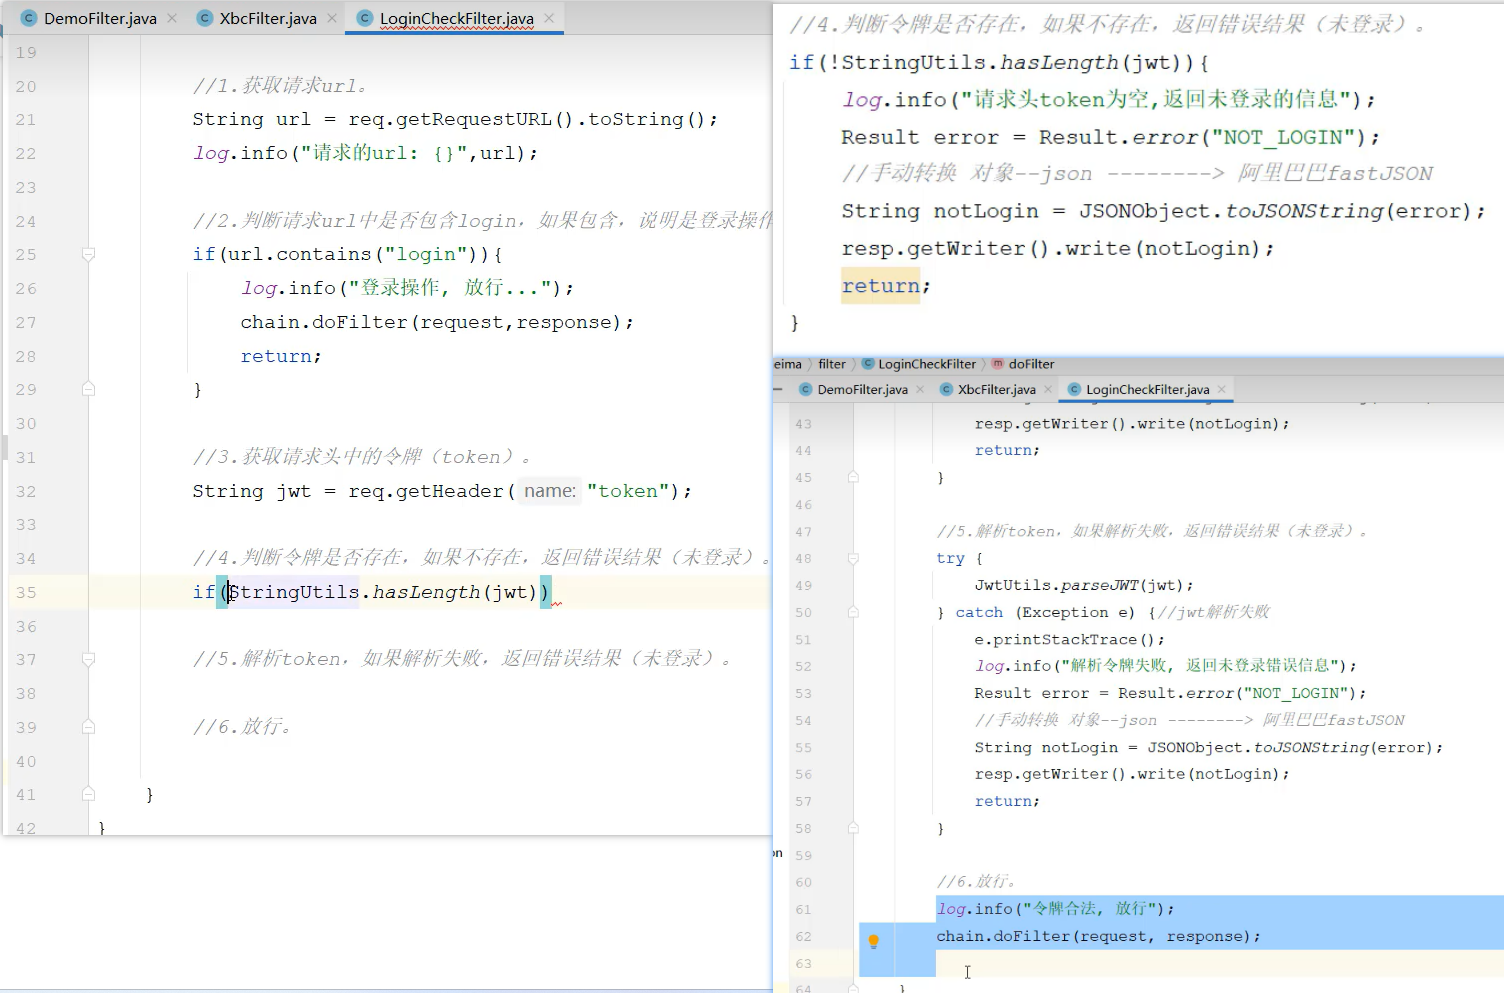 DemoFilter.java
XbcFilter.java
LoginCheckFilter.java
19
20 //1.获取请求url。
21 String url = req.getRequestURL().toString();
22 log.info("请求的url: {}",url);
23
24 //2.判断请求url中是否包含login，如果包含，说明是登录操作
25 if(url.contains("login")){
26 log.info("登录操作, 放行...");
27 chain.doFilter(request,response);
28 return;
29 }
30
31 //3.获取请求头中的令牌（token）。
32 String jwt = req.getHeader( name: "token");
33
34 //4.判断令牌是否存在，如果不存在，返回错误结果（未登录）。
35 if(StringUtils.hasLength(jwt))
36
37 //5.解析token，如果解析失败，返回错误结果（未登录）。
38
39 //6.放行。
40
41 }
42 }
//4.判断令牌是否存在，如果不存在，返回错误结果（未登录）。
if(!StringUtils.hasLength(jwt)){
log.info("请求头token为空,返回未登录的信息");
Result error = Result.error("NOT_LOGIN");
//手动转换 对象--json --------> 阿里巴巴fastJSON
String notLogin = JSONObject.toJSONString(error);
resp.getWriter().write(notLogin);
return;
}
eima 〉 filter 〉 LoginCheckFilter 〉 doFilter
DemoFilter.java
XbcFilter.java
LoginCheckFilter.java
43 resp.getWriter().write(notLogin);
44 return;
45 }
46
47 //5.解析token，如果解析失败，返回错误结果（未登录）。
48 try {
49 JwtUtils.parseJWT(jwt);
50 } catch (Exception e) {//jwt解析失败
51 e.printStackTrace();
52 log.info("解析令牌失败, 返回未登录错误信息");
53 Result error = Result.error("NOT_LOGIN");
54 //手动转换 对象--json --------> 阿里巴巴fastJSON
55 String notLogin = JSONObject.toJSONString(error);
56 resp.getWriter().write(notLogin);
57 return;
58 }
on
59
60 //6.放行。
61 log.info("令牌合法, 放行");
62 chain.doFilter(request, response);
63
64 }